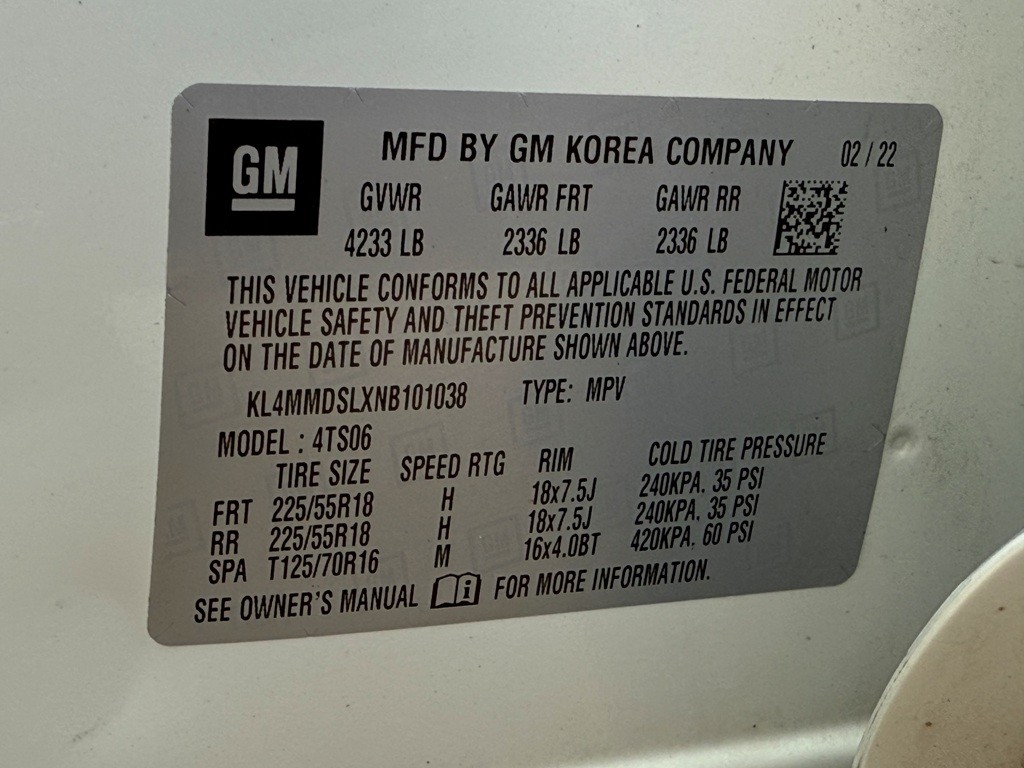 GM
MFD BY GM KOREA COMPANY 02 / 22
GVWR GAWR FRT GAWR RR
4233 LB 2336 LB 2336 LB
THIS VEHICLE CONFORMS TO ALL APPLICABLE U.S. FEDERAL MOTOR
VEHICLE SAFETY AND THEFT PREVENTION STANDARDS IN EFFECT
ON THE DATE OF MANUFACTURE SHOWN ABOVE.
KL4MMDSLXNB101038 TYPE: MPV
MODEL : 4TS06
TIRE SIZE SPEED RTG RIM COLD TIRE PRESSURE
FRT 225/55R18 H 18x7.5J 240KPA. 35 PSI
RR 225/55R18 H 18x7.5J 240KPA. 35 PSI
SPA T125/70R16 M 16x4.0BT 420KPA. 60 PSI
SEE OWNER'S MANUAL i FOR MORE INFORMATION.